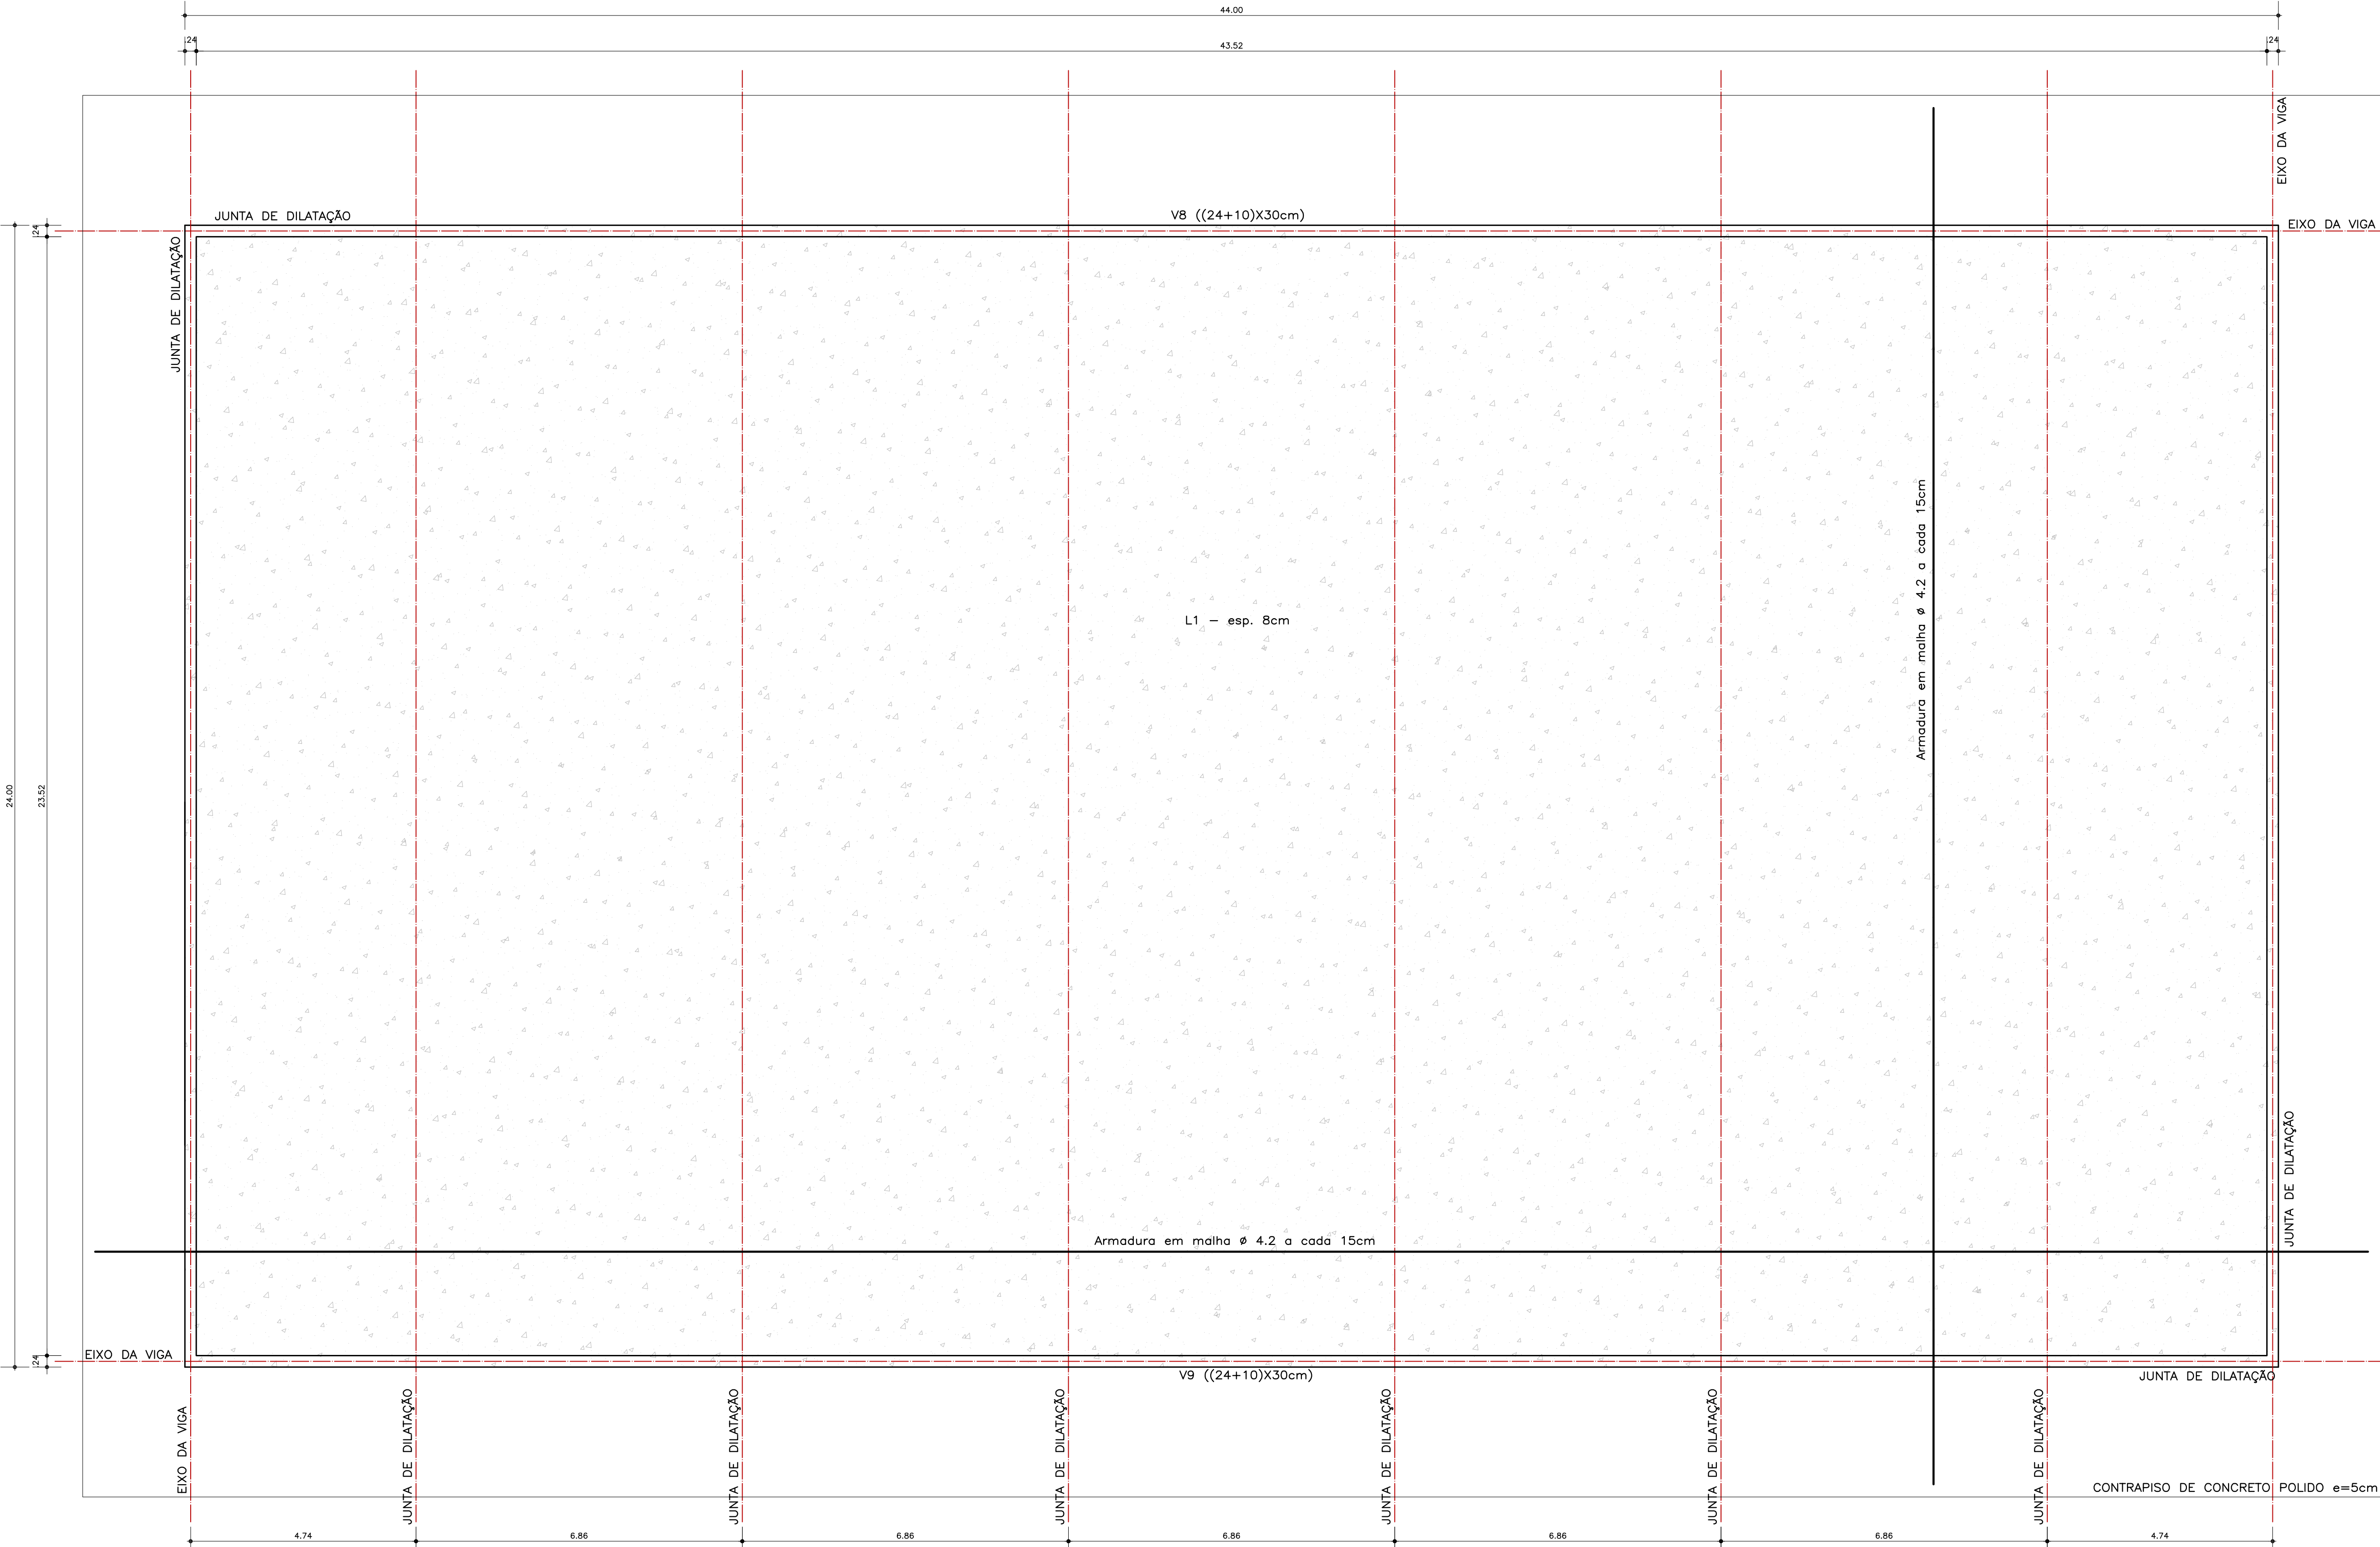 44.00
.24
43.52
.24
EIXO DA VIGA
JUNTA DE DILATAÇÃO
V8 ((24+10)X30cm)
EIXO DA VIGA
.24
JUNTA DE DILATAÇÃO
Armadura em malha ø 4.2 a cada 15cm
L1 - esp. 8cm
24.00
23.52
JUNTA DE DILATAÇÃO
Armadura em malha ø 4.2 a cada 15cm
.24
EIXO DA VIGA
V9 ((24+10)X30cm)
JUNTA DE DILATAÇÃO
EIXO DA VIGA
JUNTA DE DILATAÇÃO
JUNTA DE DILATAÇÃO
JUNTA DE DILATAÇÃO
JUNTA DE DILATAÇÃO
JUNTA DE DILATAÇÃO
JUNTA DE DILATAÇÃO
CONTRAPISO DE CONCRETO POLIDO e=5cm
4.74
6.86
6.86
6.86
6.86
6.86
4.74